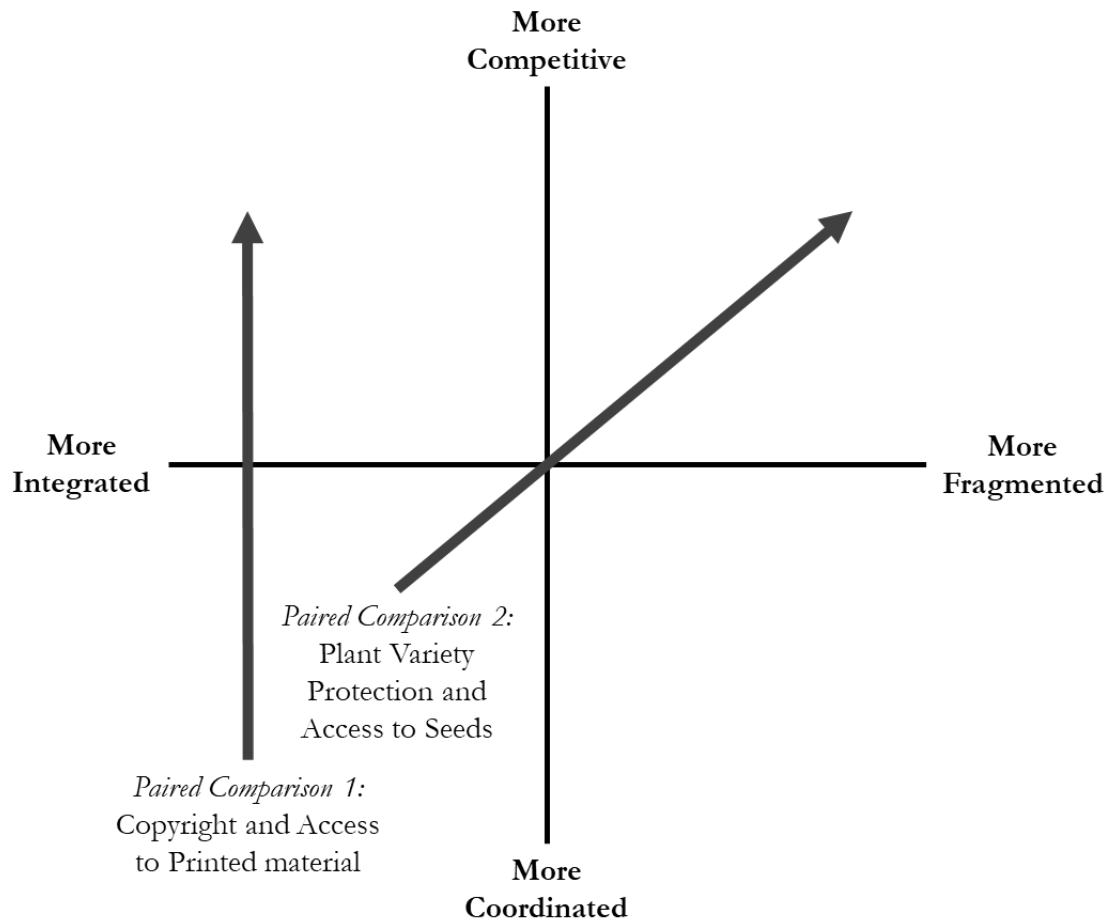 More
Competitive
More
Integrated
More
Fragmented
Paired Comparison 2:
Plant Variety
Protection and
Access to Seeds
Paired Comparison 1:
Copyright and Access
to Printed material
More
Coordinated